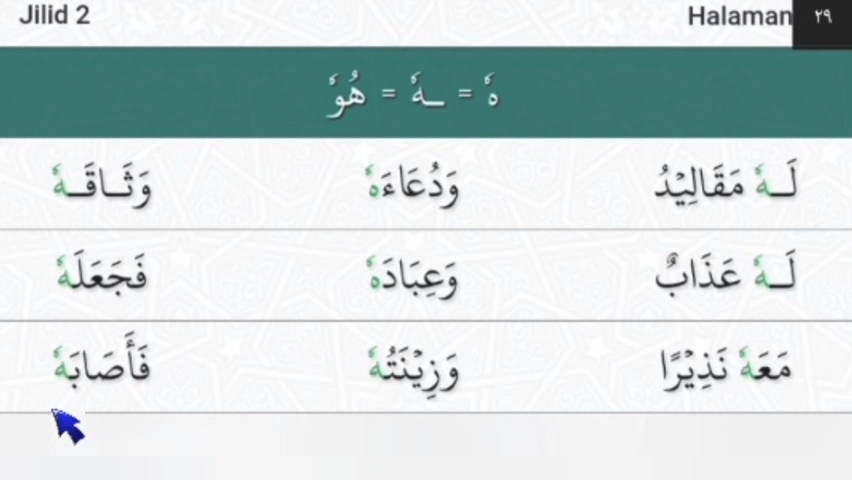 Jilid 2 Halaman ٢٩
هٗ = ـهٗ = هُوْ
لَـهٗ مَقَالِيْدُ وَدُعَاءَهٗ وَثَـاقَـهٗ
لَـهٗ عَذَابٌ وَعِبَادَهٗ فَجَعَلَهٗ
مَعَهٗ نَذِيْرًا وَزِيْنَتُهٗ فَأَصَابَهٗ